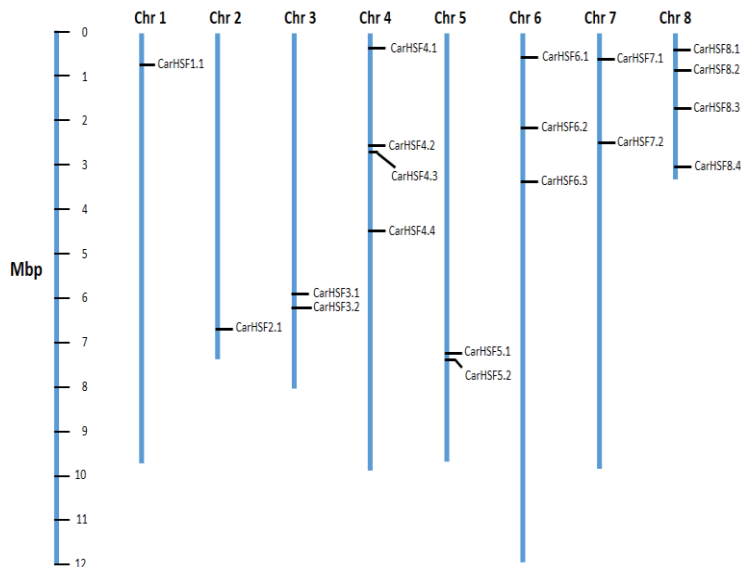 Chr 1
Chr 2
Chr 3
Chr 4
Chr 5
Chr 6
Chr 7
Chr 8
Mbp
0
1
2
3
4
5
6
7
8
9
10
11
12
CarHSF1.1
CarHSF2.1
CarHSF3.1
CarHSF3.2
CarHSF4.1
CarHSF4.2
CarHSF4.3
CarHSF4.4
CarHSF5.1
CarHSF5.2
CarHSF6.1
CarHSF6.2
CarHSF6.3
CarHSF7.1
CarHSF7.2
CarHSF8.1
CarHSF8.2
CarHSF8.3
CarHSF8.4